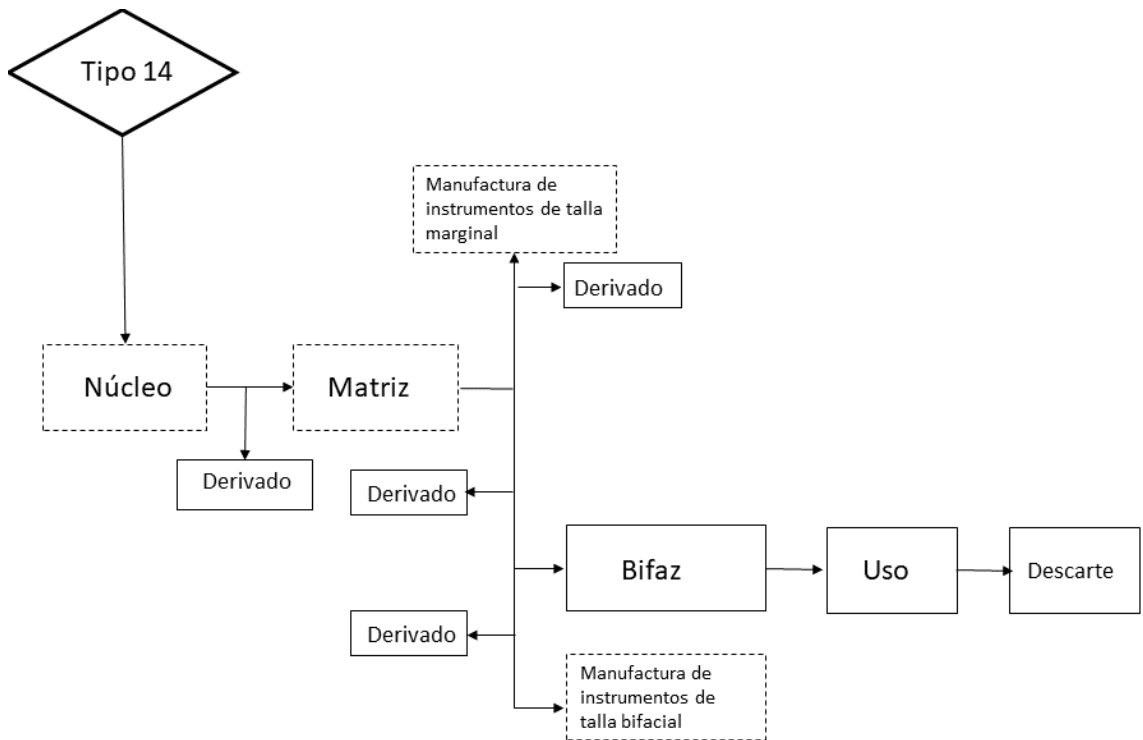 Tipo 14
Manufactura de
instrumentos de talla
marginal
Derivado
Núcleo
Matriz
Derivado
Derivado
Bifaz
Uso
Descarte
Derivado
Manufactura de
instrumentos de
talla bifacial